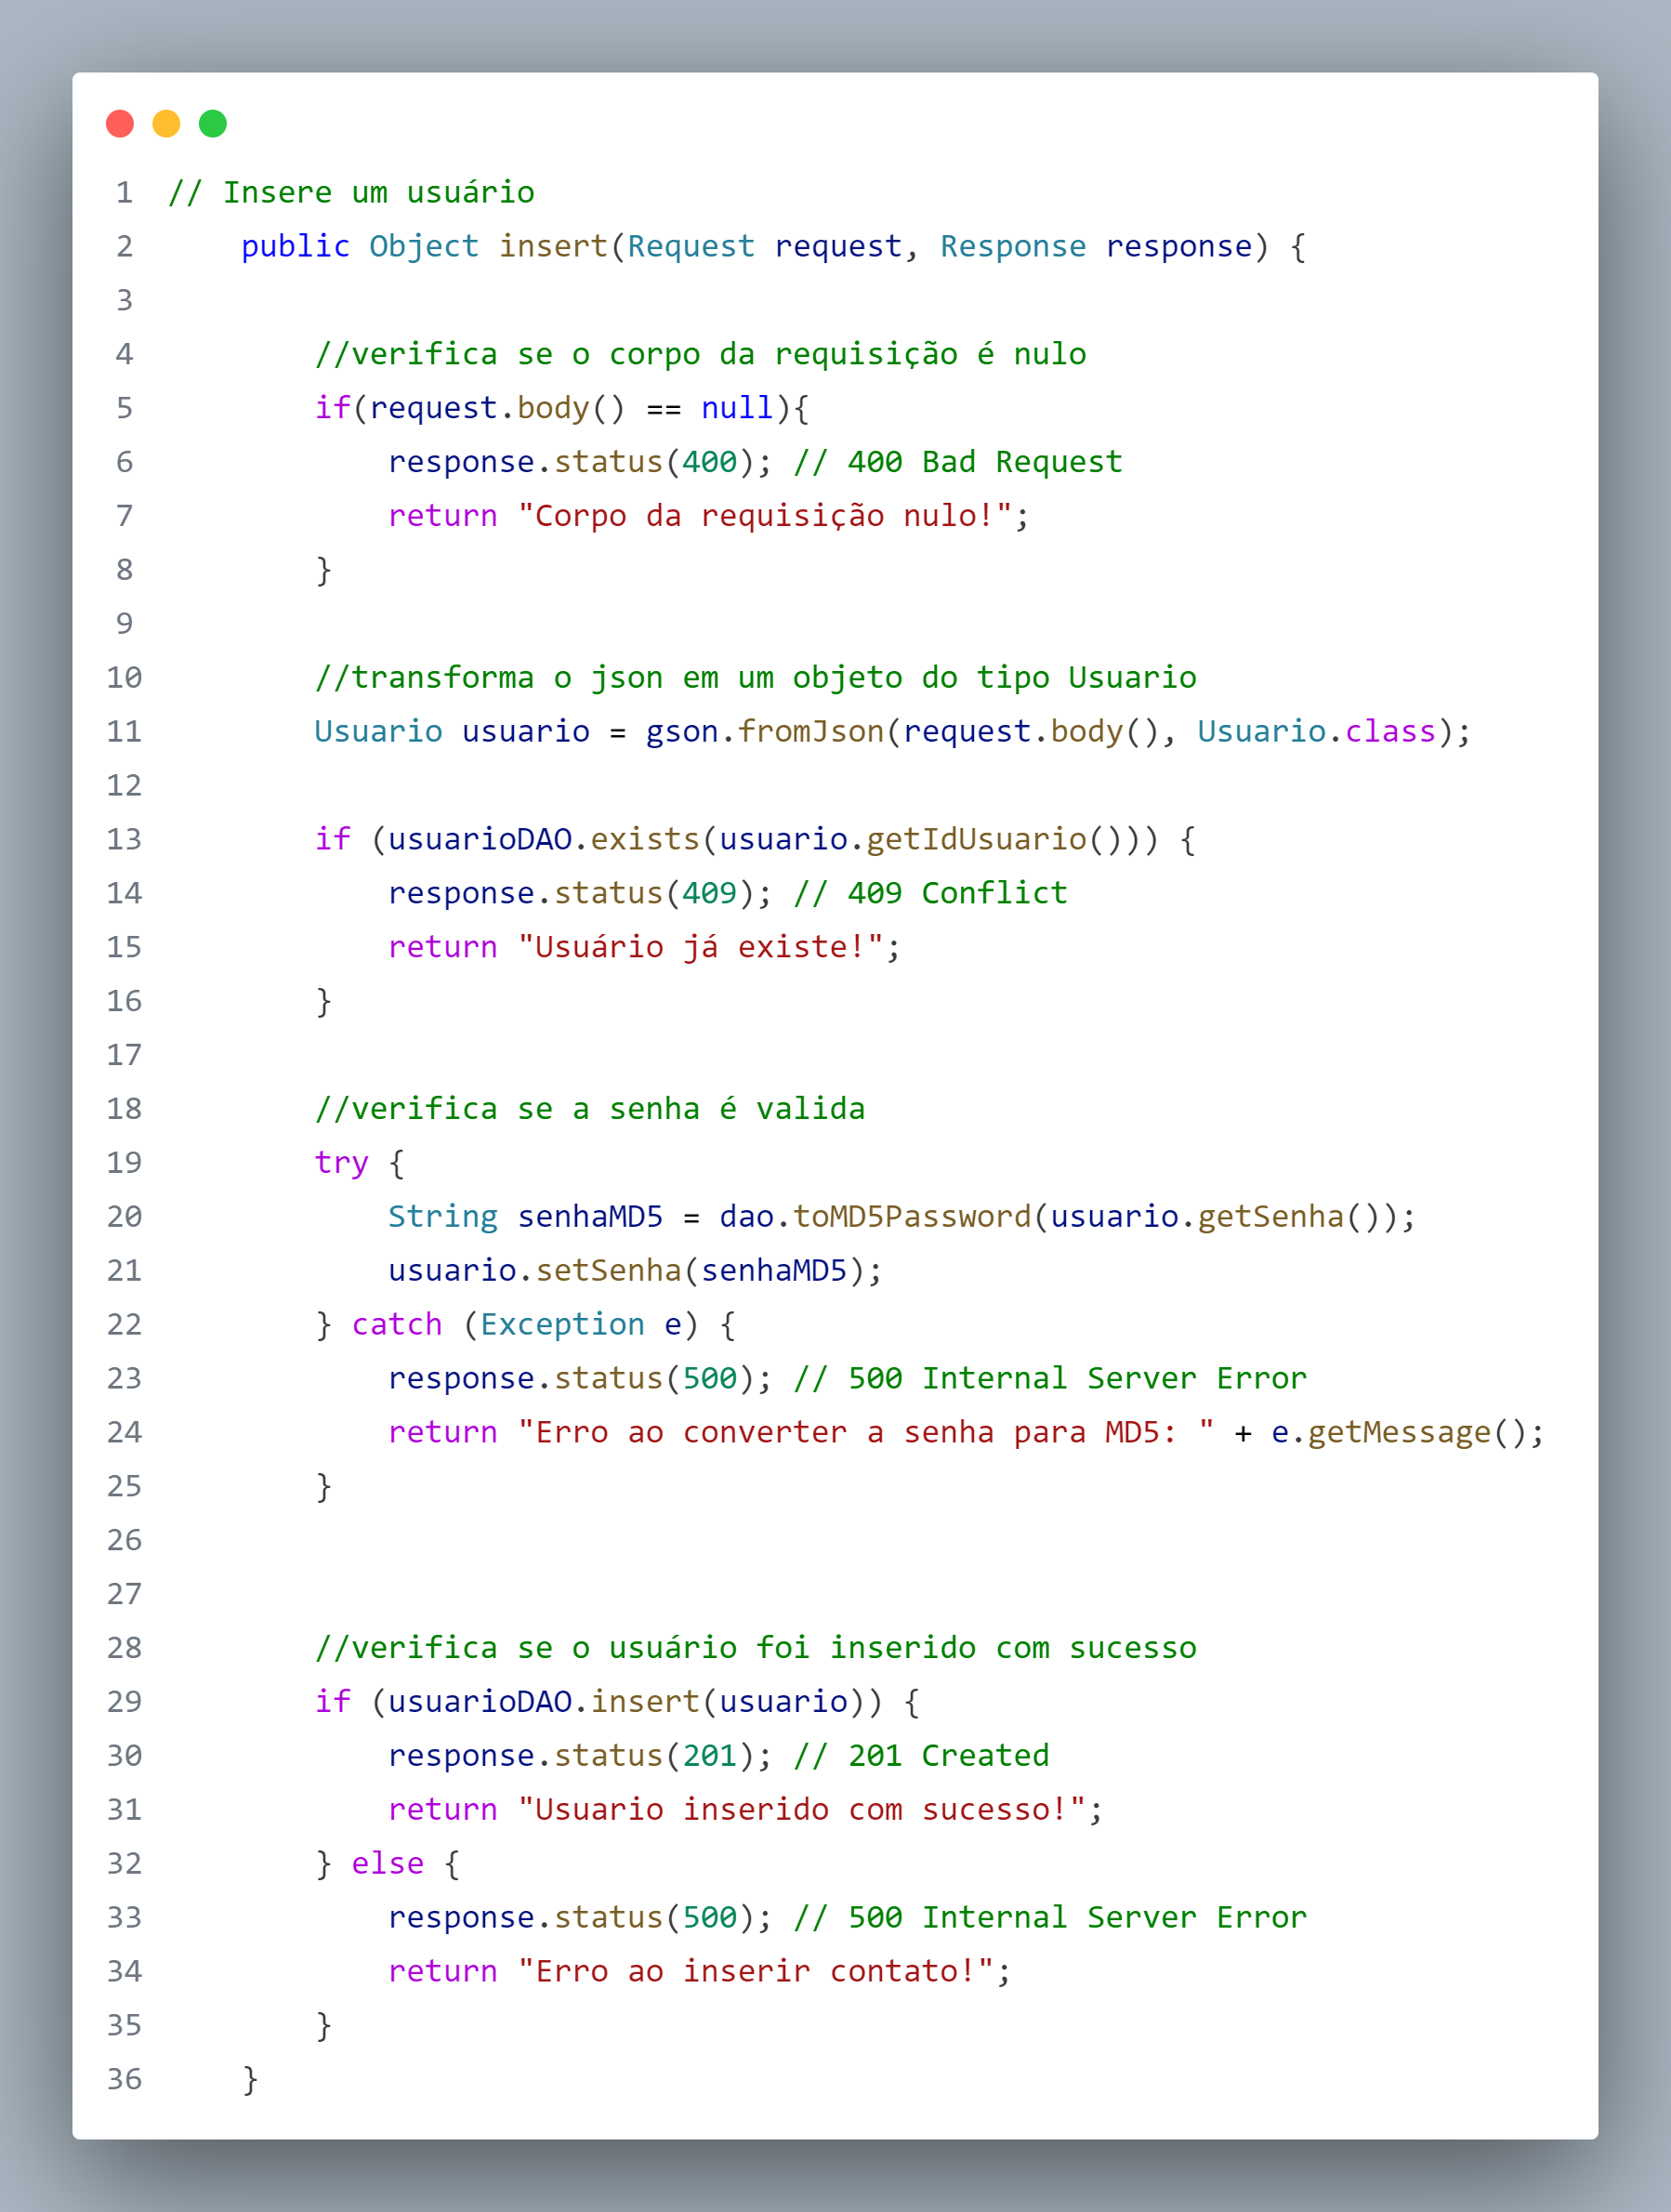 1 // Insere um usuário
2 public Object insert(Request request, Response response) {
3
4 //verifica se o corpo da requisição é nulo
5 if(request.body() == null){
6 response.status(400); // 400 Bad Request
7 return "Corpo da requisição nulo!";
8 }
9
10 //transforma o json em um objeto do tipo Usuario
11 Usuario usuario = gson.fromJson(request.body(), Usuario.class);
12
13 if (usuarioDAO.exists(usuario.getIdUsuario())) {
14 response.status(409); // 409 Conflict
15 return "Usuário já existe!";
16 }
17
18 //verifica se a senha é valida
19 try {
20 String senhaMD5 = dao.toMD5Password(usuario.getSenha());
21 usuario.setSenha(senhaMD5);
22 } catch (Exception e) {
23 response.status(500); // 500 Internal Server Error
24 return "Erro ao converter a senha para MD5: " + e.getMessage();
25 }
26
27
28 //verifica se o usuário foi inserido com sucesso
29 if (usuarioDAO.insert(usuario)) {
30 response.status(201); // 201 Created
31 return "Usuario inserido com sucesso!";
32 } else {
33 response.status(500); // 500 Internal Server Error
34 return "Erro ao inserir contato!";
35 }
36 }